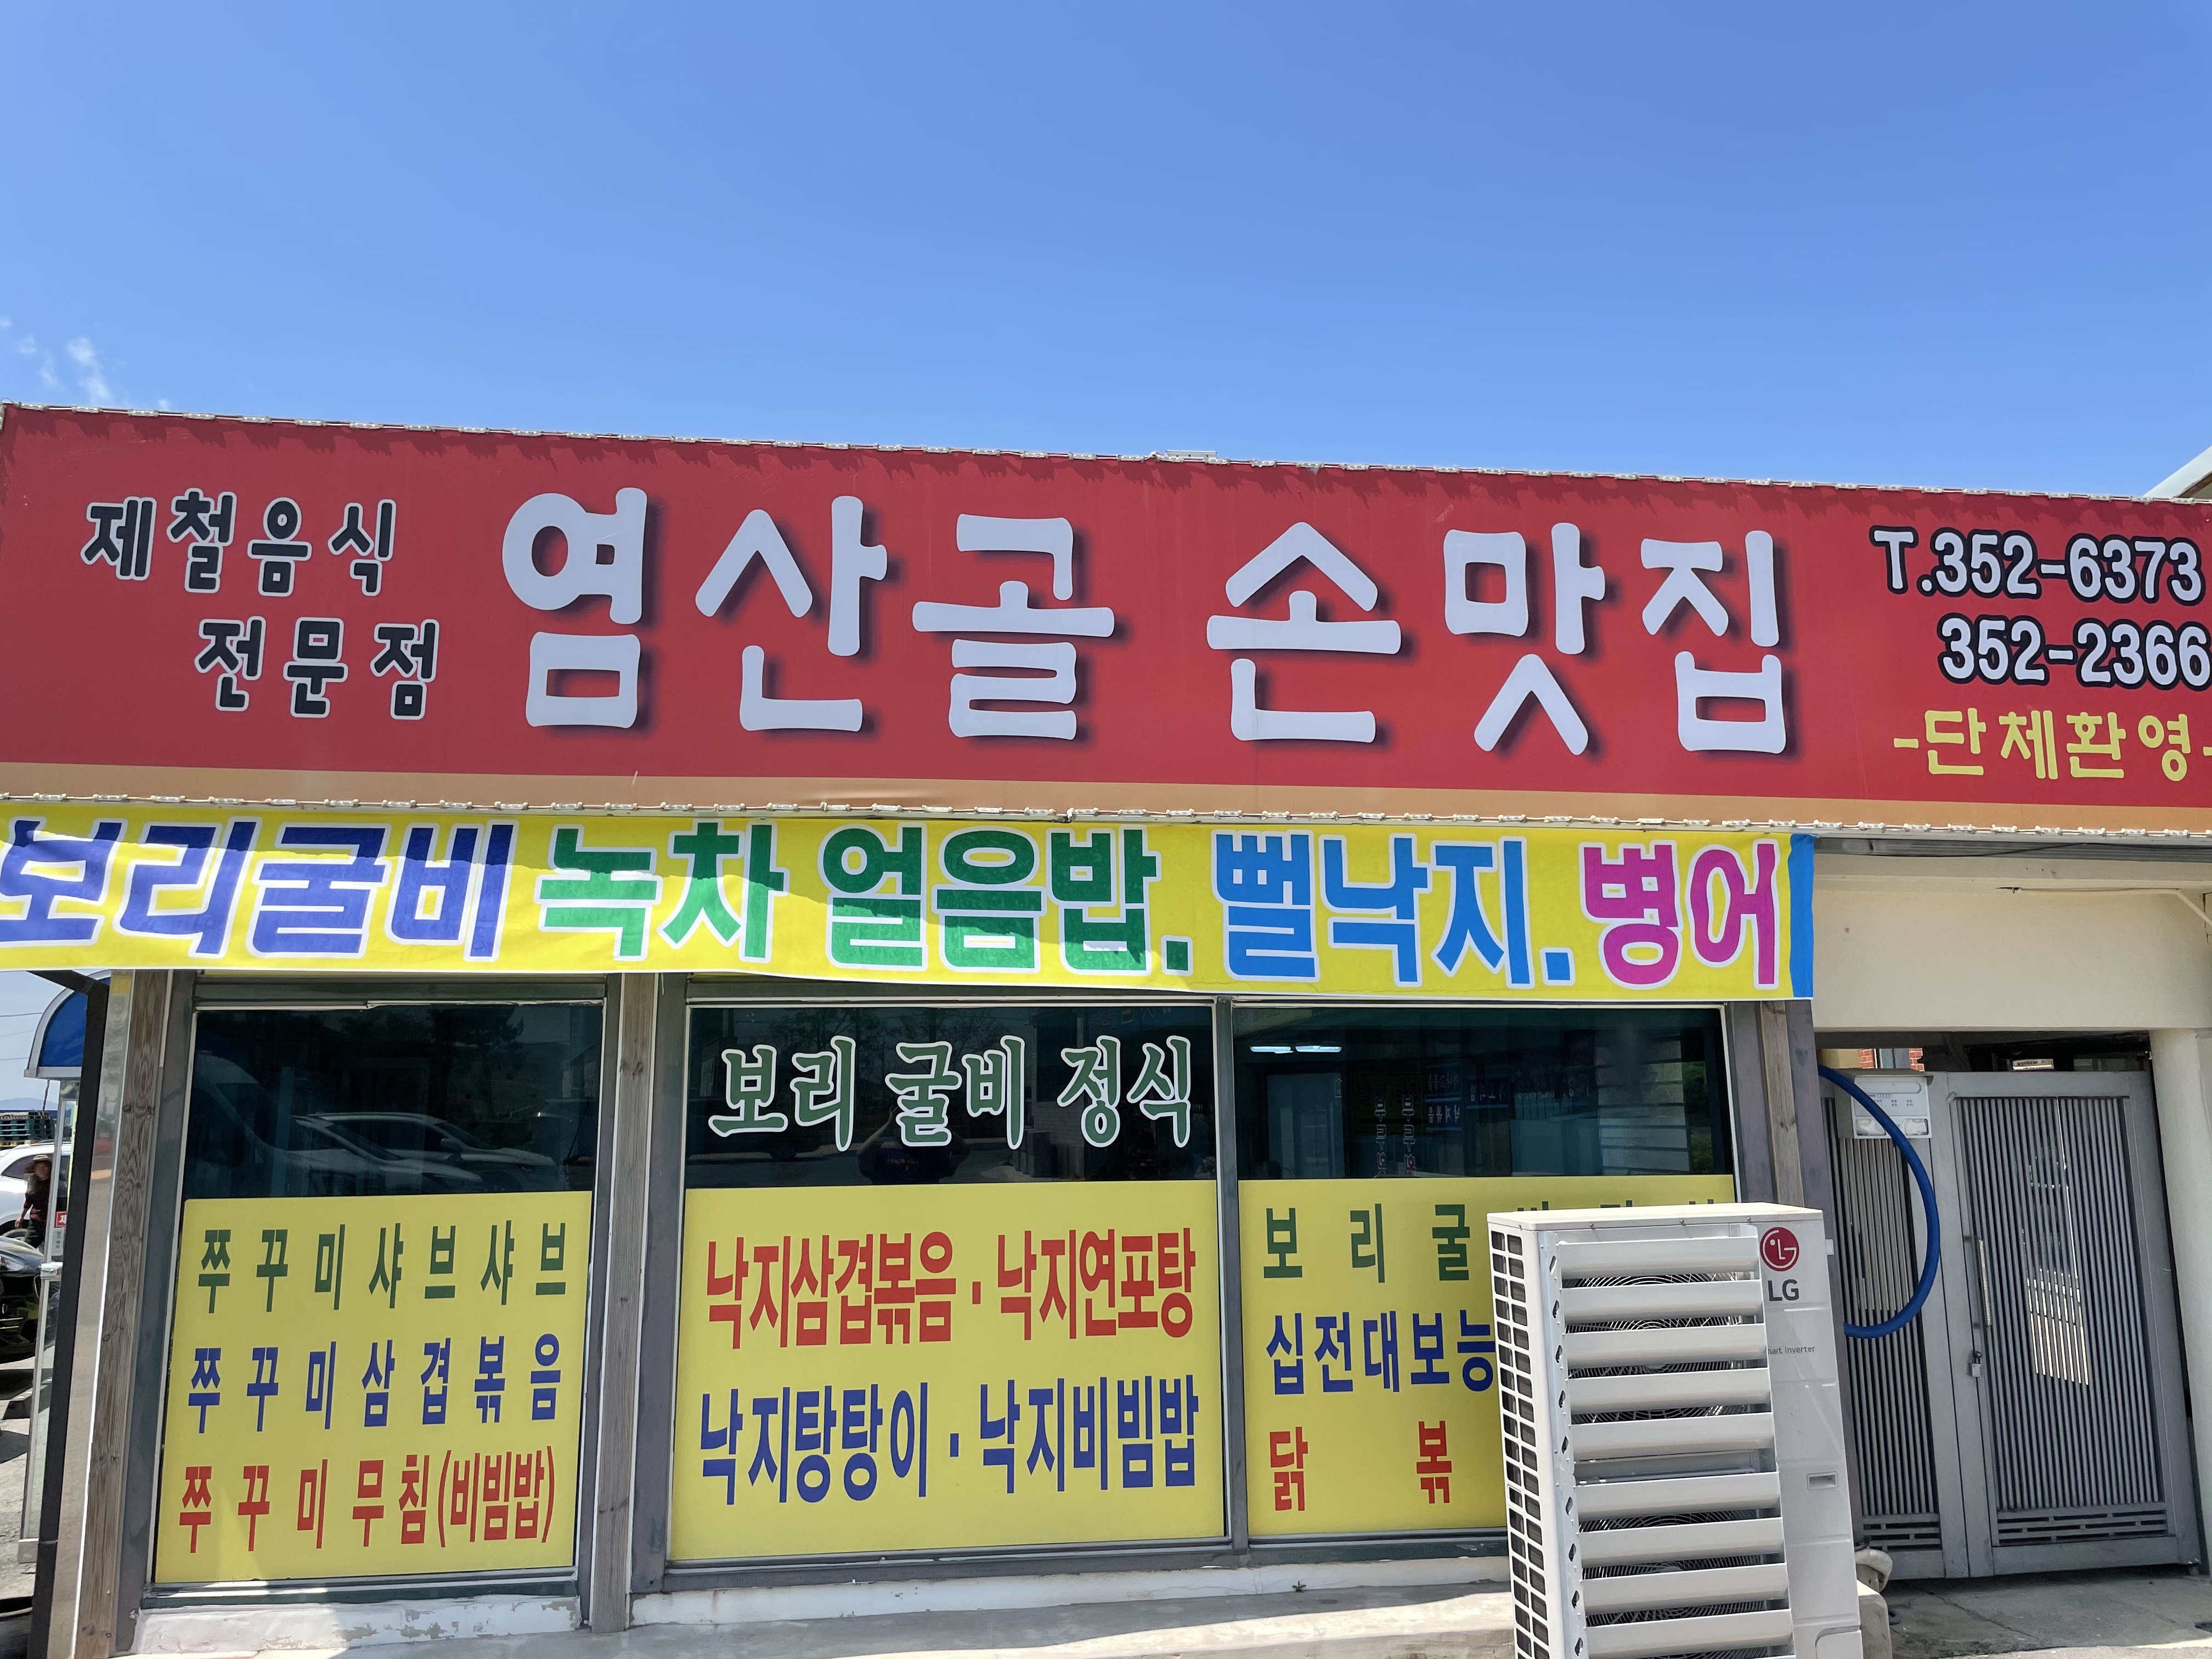 제철음식
전문점
염산골 손맛집
T.352-6373
352-2366
-단체환영-
보리굴비 녹차 얼음밥. 뻘낙지. 병어
보리 굴비 정식
쭈꾸미샤브샤브
쭈꾸미삼겹볶음
쭈꾸미무침(비빔밥)
낙지삼겹볶음 · 낙지연포탕
낙지탕탕이 · 낙지비빔밥
보리굴
십전대보능
닭볶
LG